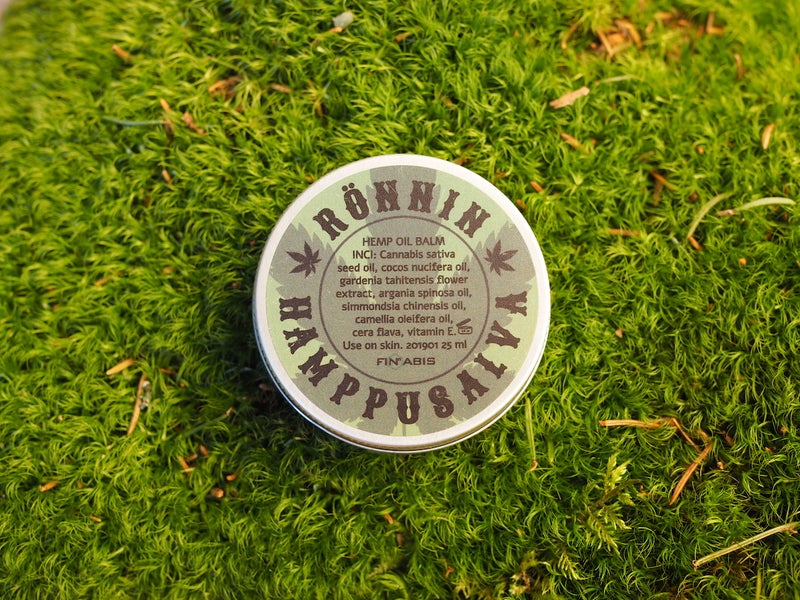 RÖNNIN
HEMP OIL BALM
INCI: Cannabis sativa
seed oil, cocos nucifera oil,
gardenia tahitensis flower
extract, argania spinosa oil,
simmondsia chinensis oil,
camellia oleifera oil,
cera flava, vitamin E.
Use on skin. 201901 25 ml
FIN°ABIS
HAMPPUSALVA